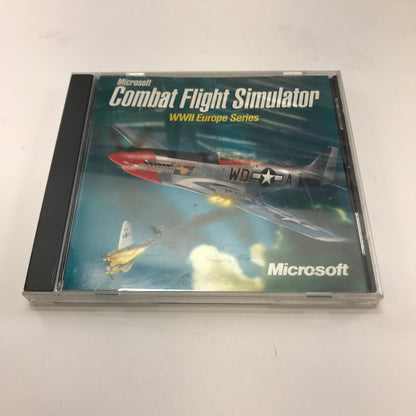 Microsoft
Combat Flight Simulator
WWII Europe Series
WD
A
Microsoft